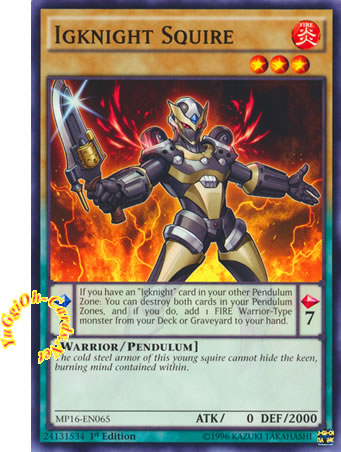 IGKNIGHT SQUIRE
FIRE
炎
If you have an "Igknight" card in your other Pendulum
Zone: You can destroy both cards in your Pendulum
Zones, and if you do, add 1 FIRE Warrior-Type
monster from your Deck or Graveyard to your hand.
7
[WARRIOR/PENDULUM]
The cold steel armor of this young squire cannot hide the keen,
burning mind contained within.
MP16-EN065
ATK/ 0 DEF/2000
24131534 1st Edition
©1996 KAZUKI TAKAHASHI